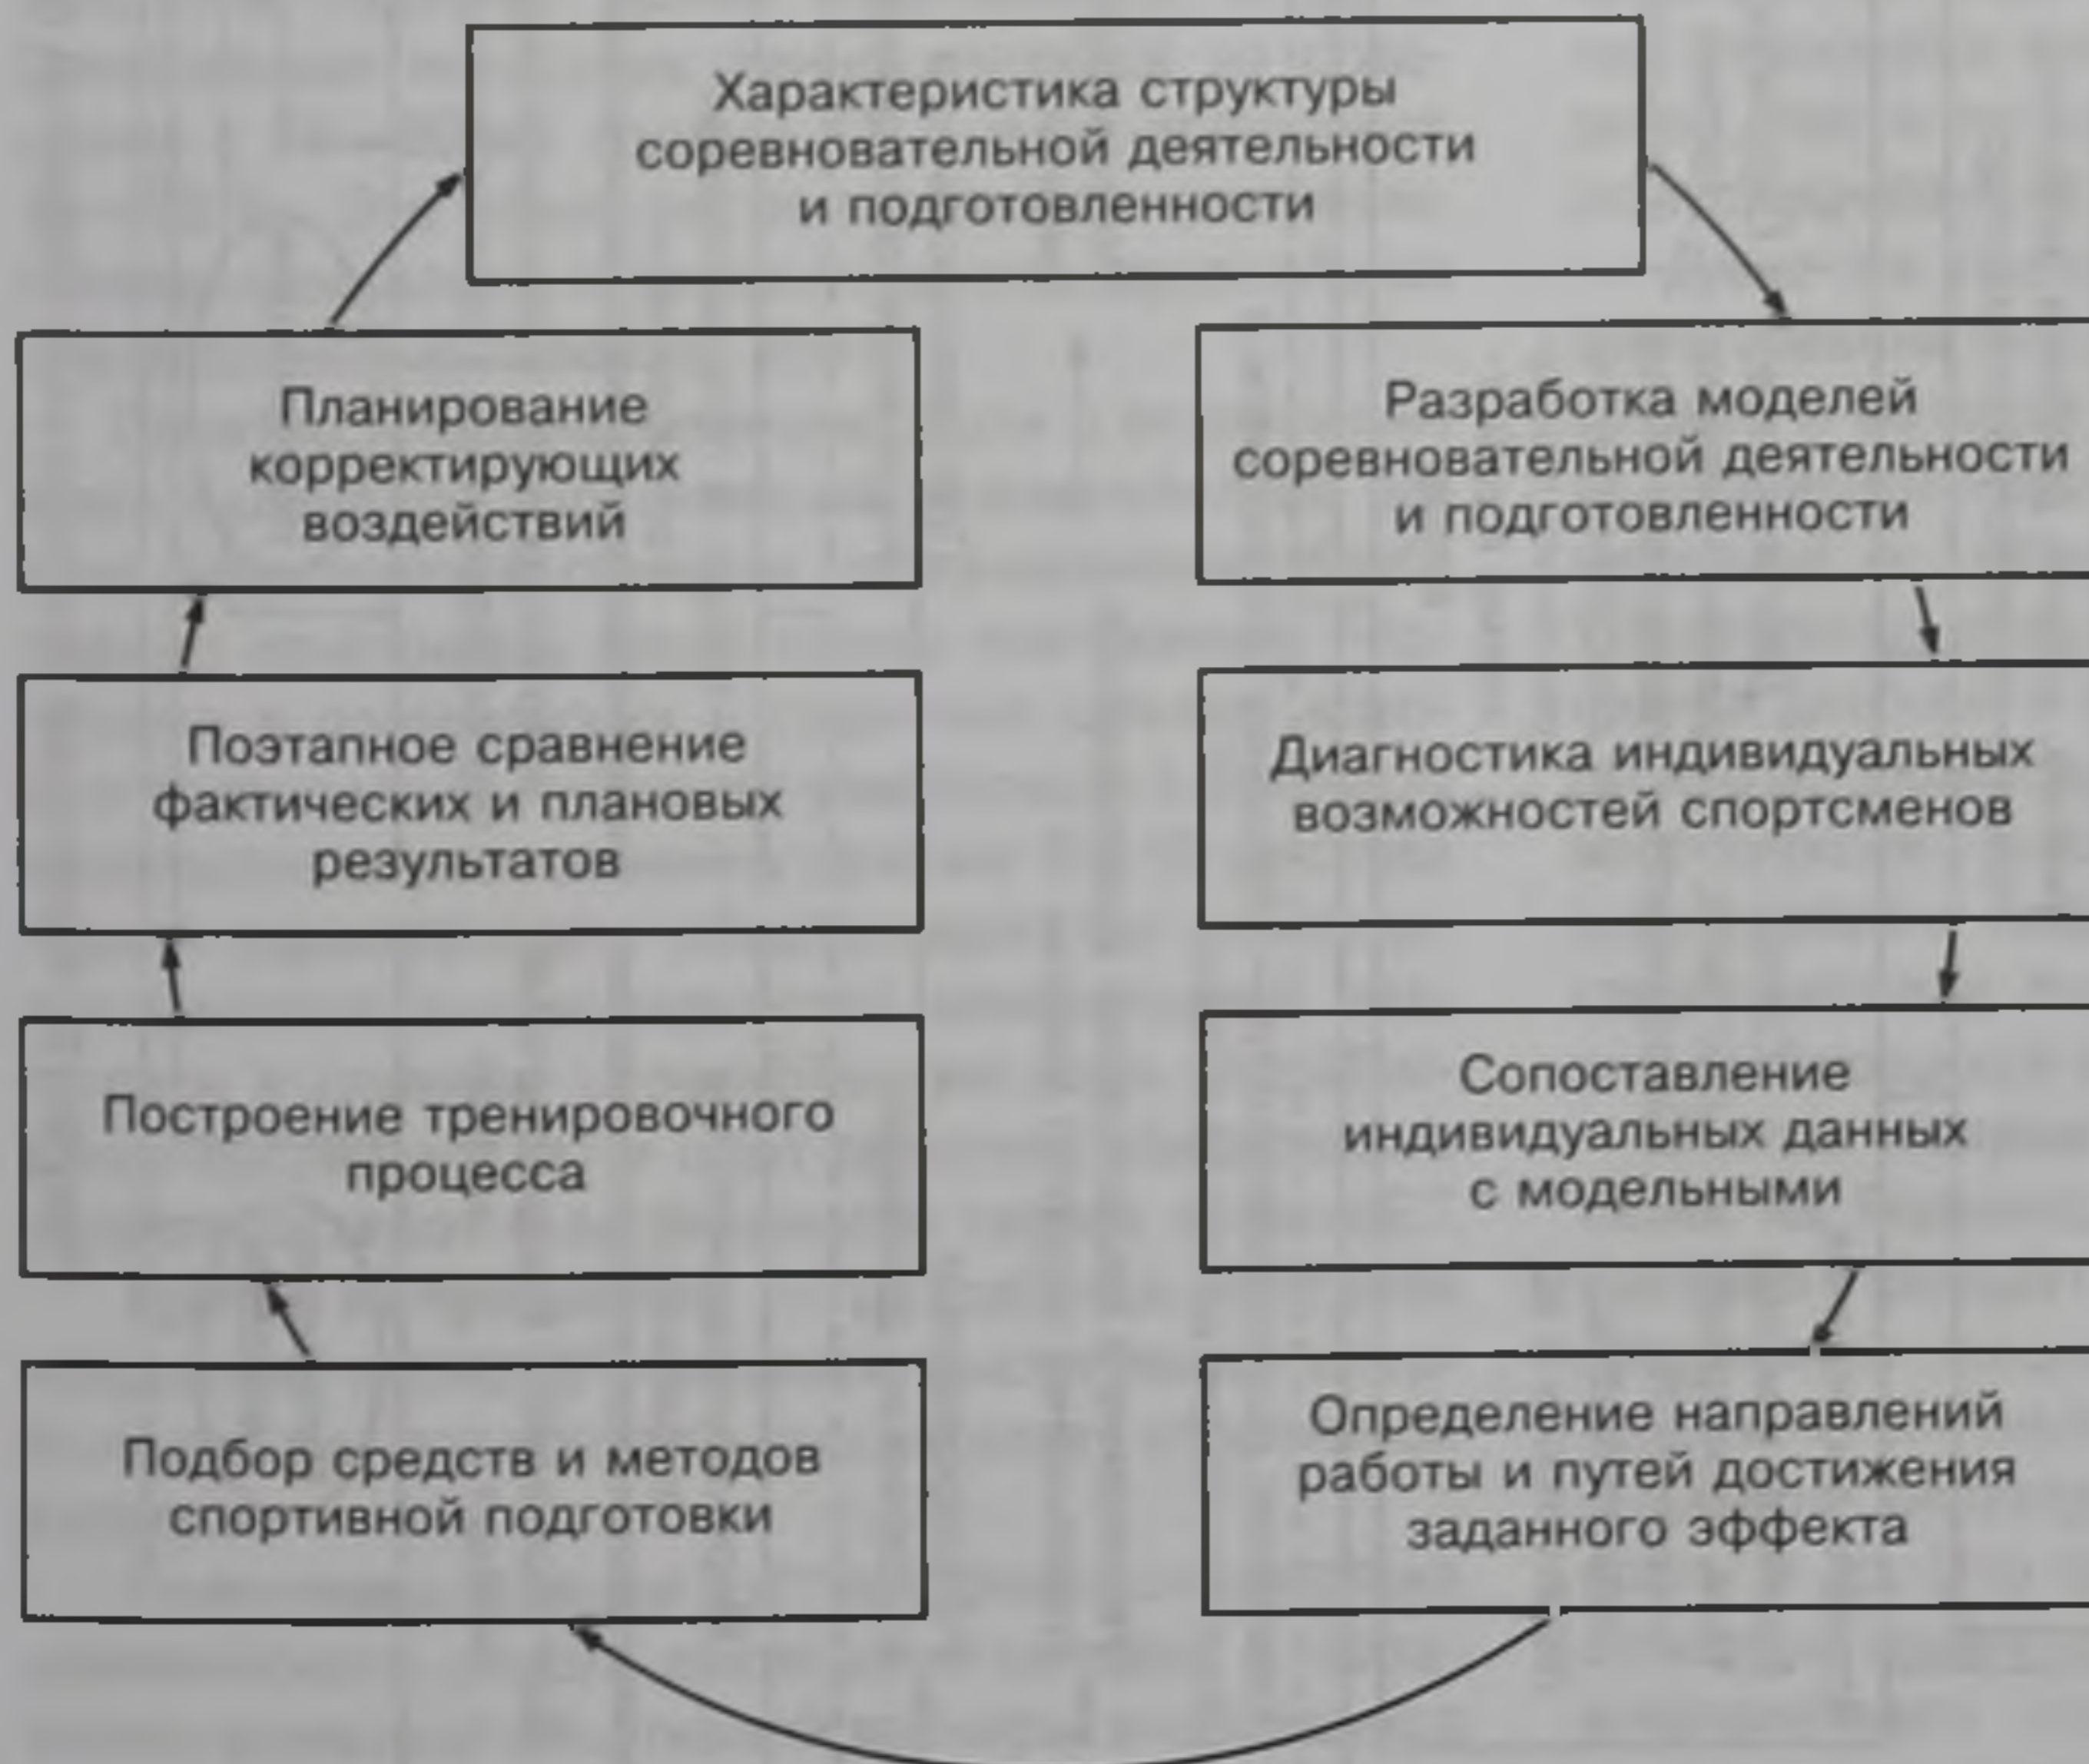 Характеристика структуры
соревновательной деятельности
и подготовленности
Планирование
корректирующих
воздействий
Разработка моделей
соревновательной деятельности
и подготовленности
Поэтапное сравнение
фактических и плановых
результатов
Диагностика индивидуальных
возможностей спортсменов
Построение тренировочного
процесса
Сопоставление
индивидуальных данных
с модельными
Подбор средств и методов
спортивной подготовки
Определение направлений
работы и путей достижения
заданного эффекта